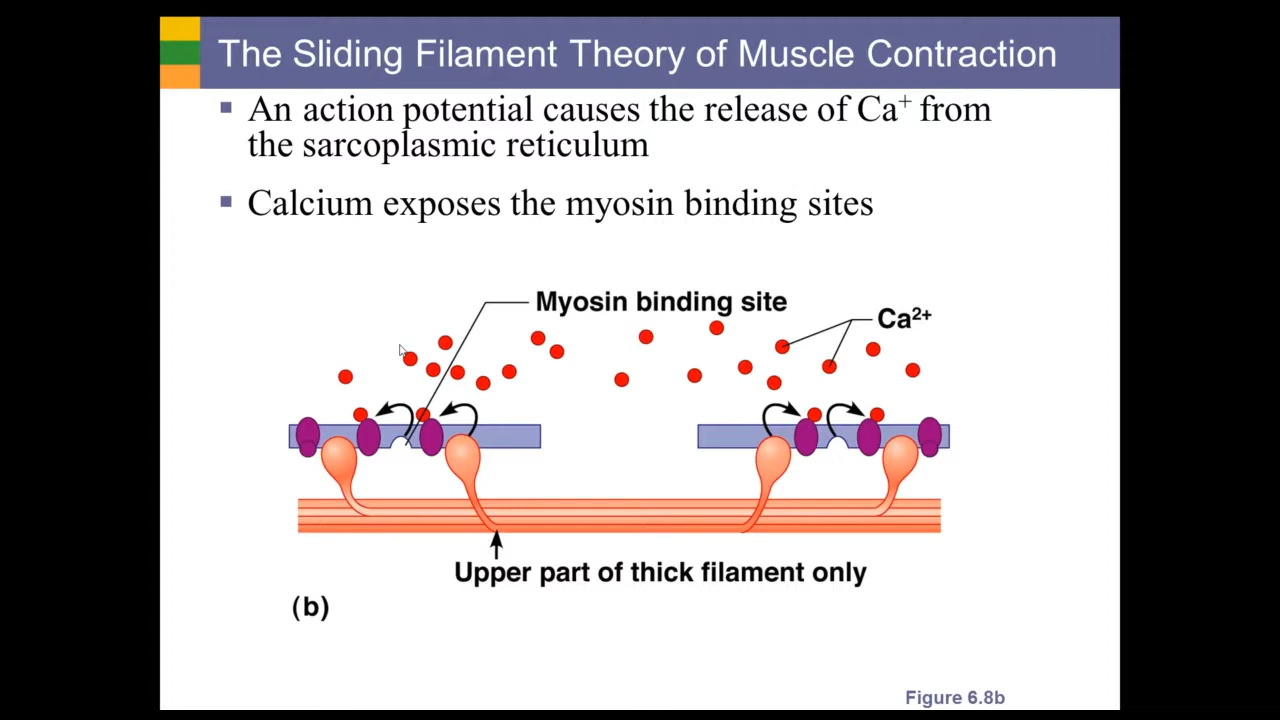 The Sliding Filament Theory of Muscle Contraction
▪ An action potential causes the release of Ca⁺ from
the sarcoplasmic reticulum
▪ Calcium exposes the myosin binding sites
Myosin binding site
Ca²⁺
Upper part of thick filament only
(b)
Figure 6.8b